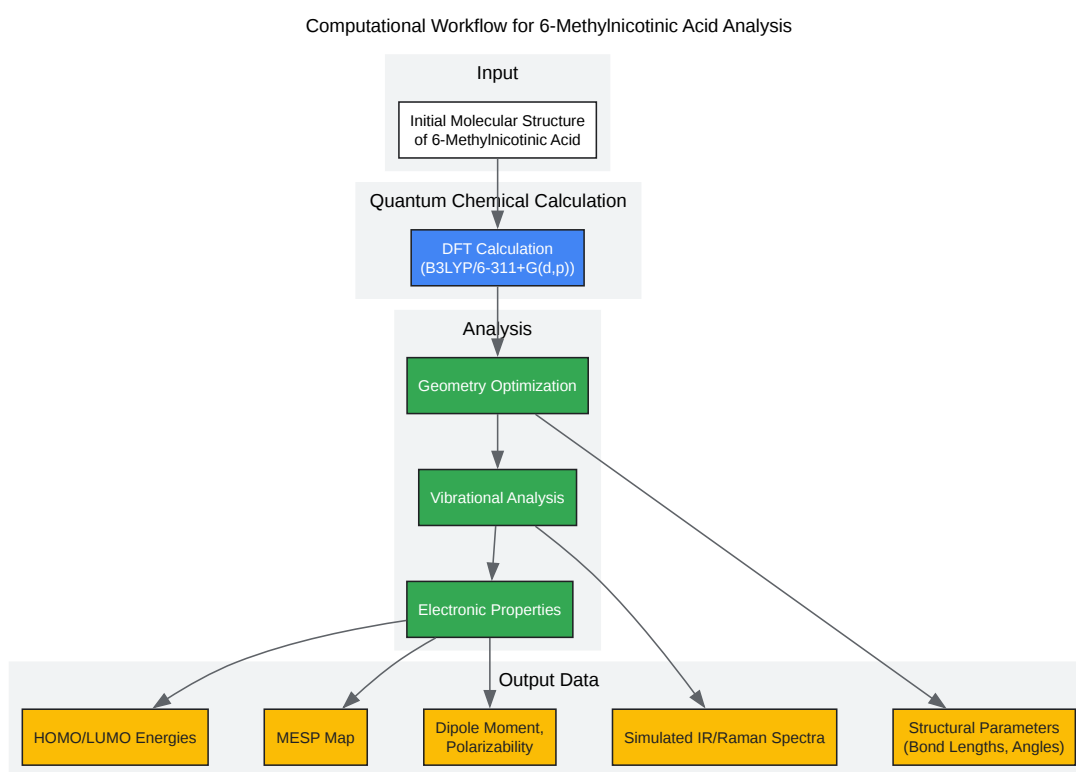 Computational Workflow for 6-Methylnicotinic Acid Analysis
Input
Initial Molecular Structure
of 6-Methylnicotinic Acid
Quantum Chemical Calculation
DFT Calculation
(B3LYP/6-311+G(d,p))
Analysis
Geometry Optimization
Vibrational Analysis
Electronic Properties
Output Data
HOMO/LUMO Energies
MESP Map
Dipole Moment,
Polarizability
Simulated IR/Raman Spectra
Structural Parameters
(Bond Lengths, Angles)